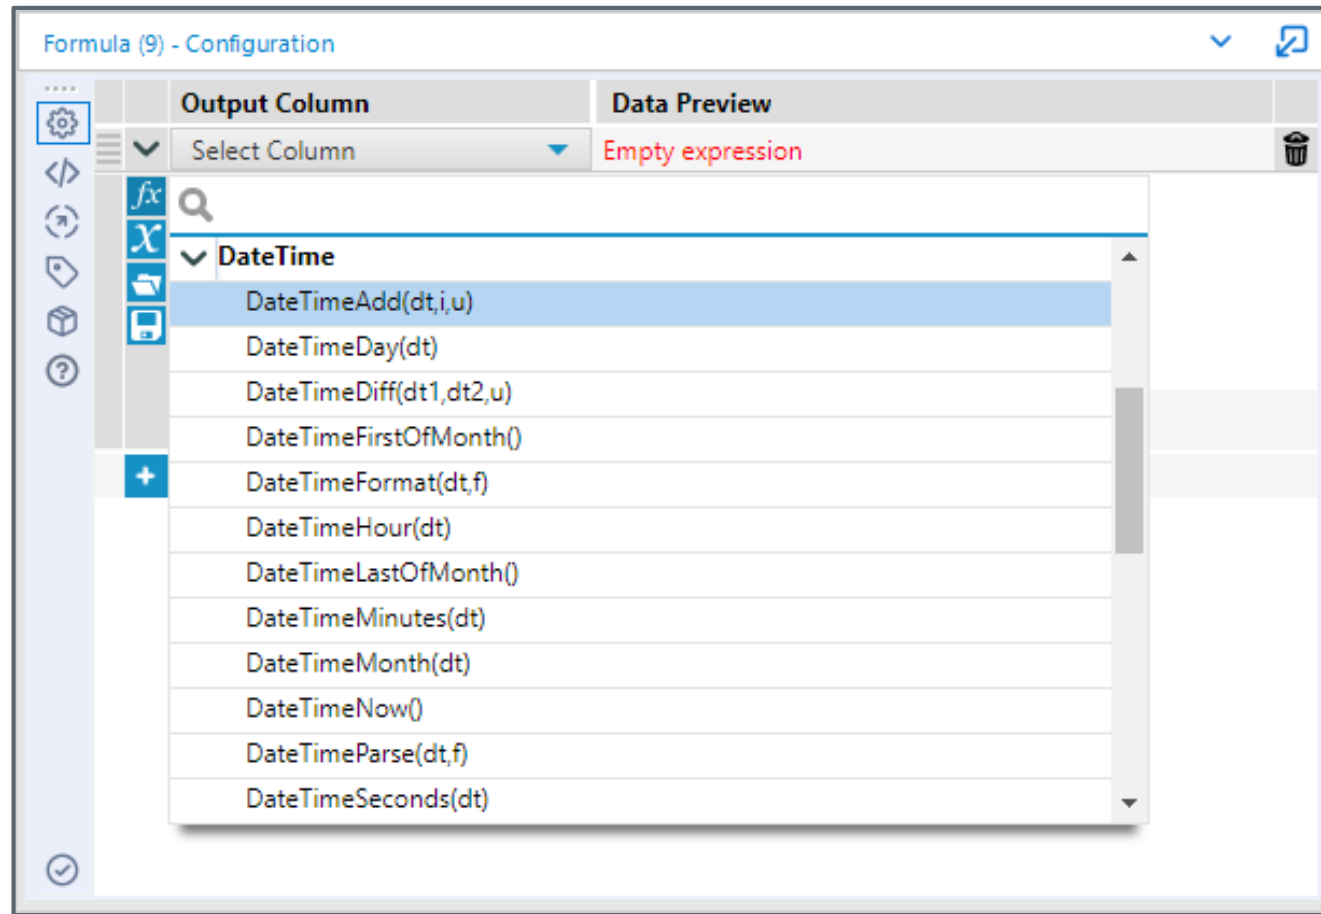 Formula (9) - Configuration
Output Column Data Preview
Select Column Empty expression
fx
X
DateTime
DateTimeAdd(dt,i,u)
DateTimeDay(dt)
DateTimeDiff(dt1,dt2,u)
DateTimeFirstOfMonth()
DateTimeFormat(dt,f)
DateTimeHour(dt)
DateTimeLastOfMonth()
DateTimeMinutes(dt)
DateTimeMonth(dt)
DateTimeNow()
DateTimeParse(dt,f)
DateTimeSeconds(dt)